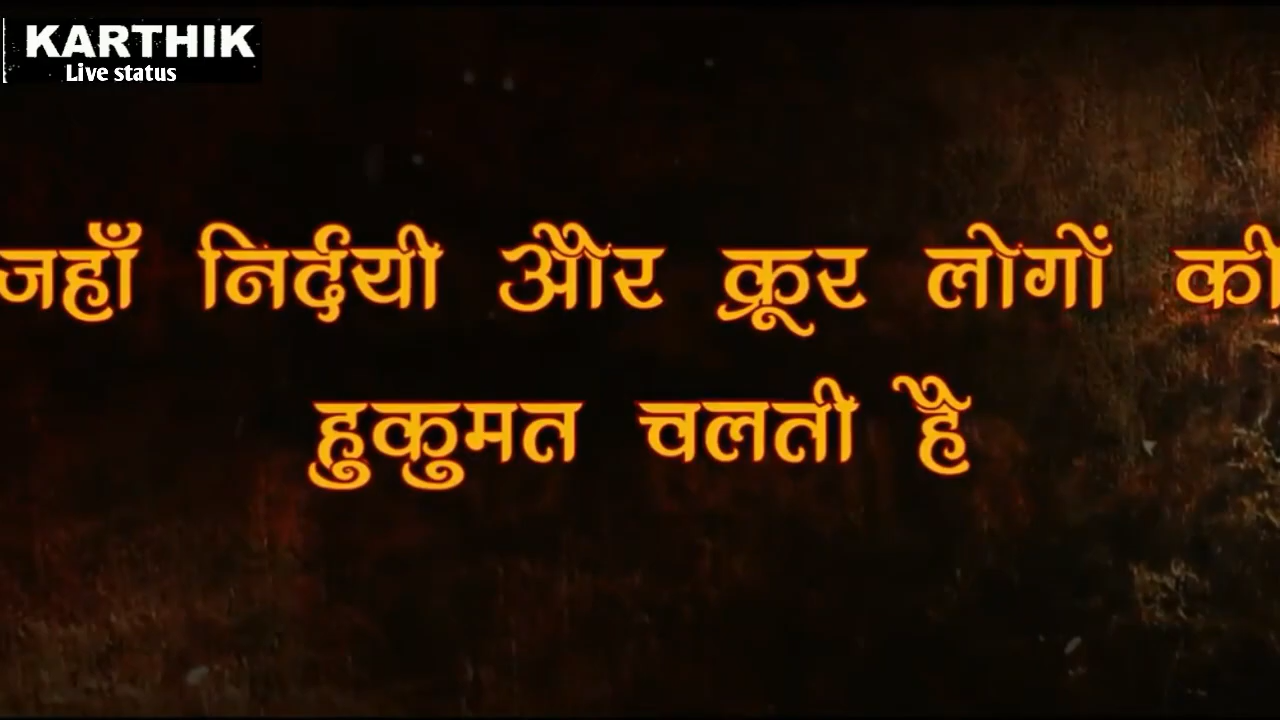 KARTHIK
Live status
जहाँ निर्दयी और क्रूर लोगों की
हुकुमत चलती है